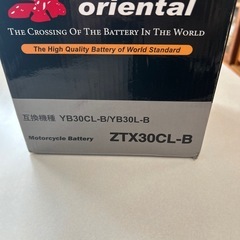 oriental
THE CROSSING OF THE BATTERY IN THE WORLD
The High Quality Battery of World Standard
互換機種 YB30CL-B/YB30L-B
Motorcycle Battery ZTX30CL-B